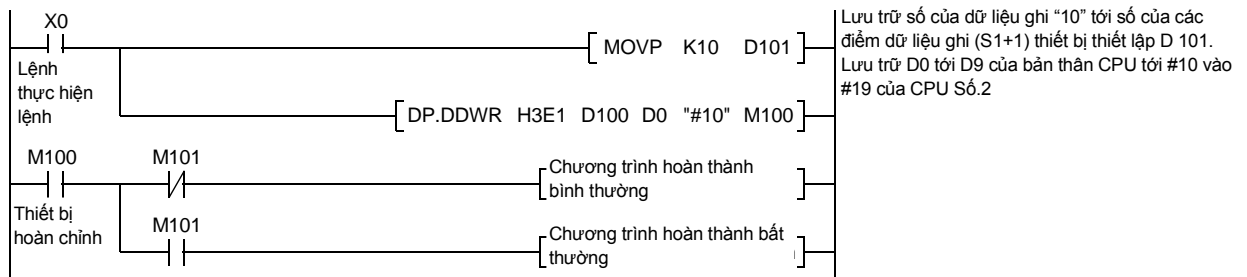 X0
Lệnh
thực hiện
lệnh
MOVP K10 D101
DP.DDWR H3E1 D100 D0 "#10" M100
Lưu trữ số của dữ liệu ghi “10” tới số của các
điểm dữ liệu ghi (S1+1) thiết bị thiết lập D 101.
Lưu trữ D0 tới D9 của bản thân CPU tới #10 vào
#19 của CPU Số.2
M100
M101
Chương trình hoàn thành
bình thường
Thiết bị
hoàn chỉnh
M101
Chương trình hoàn thành bất
thường